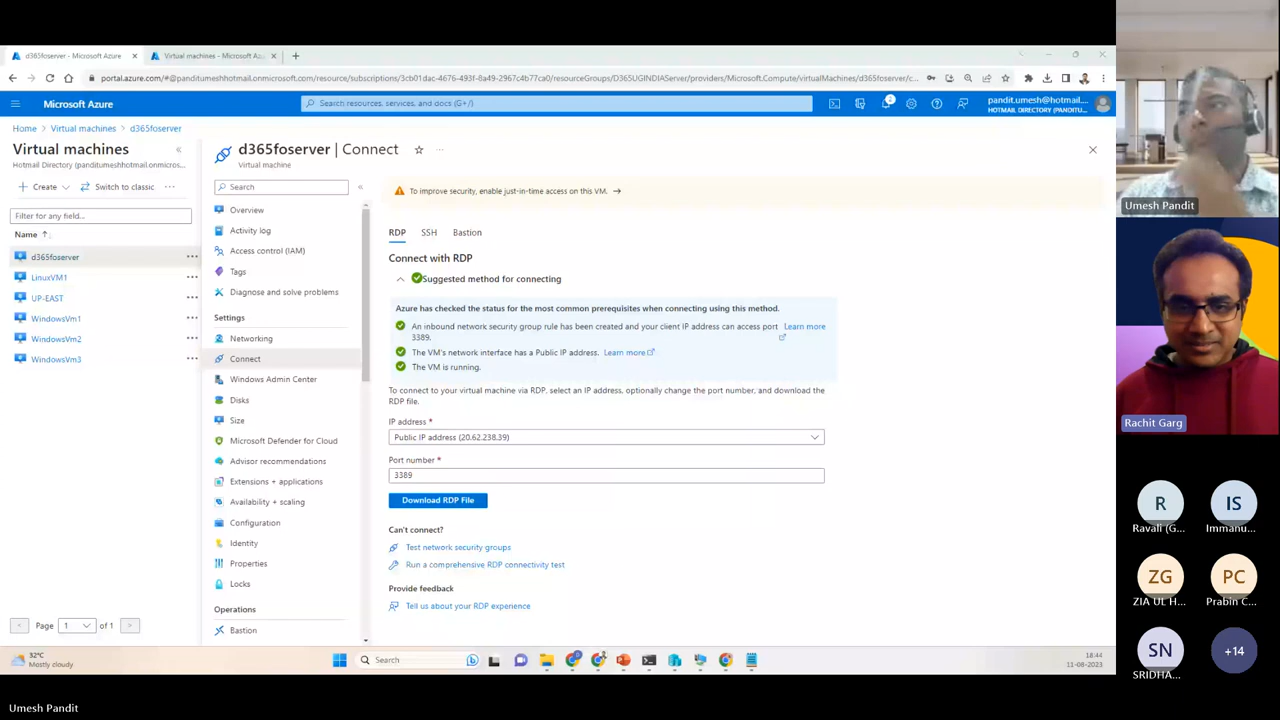 d365foserver - Microsoft Azure
Virtual machines - Microsoft Azu
portal.azure.com/#@panditumeshhotmail.onmicrosoft.com/resource/subscriptions/3cb01dac-4676-493f-8a49-2967c4b77ca0/resourceGroups/D365UGINDIAServer/providers/Microsoft.Compute/virtualMachines/d365foserver/c...
Microsoft Azure
Search resources, services, and docs (G+/)
pandit.umesh@hotmail....
HOTMAIL DIRECTORY (PANDITU...
Home > Virtual machines > d365foserver
Virtual machines
Hotmail Directory (panditumeshhotmail.onmicros...
Create
Switch to classic
Filter for any field...
Name
d365foserver
LinuxVM1
UP-EAST
WindowsVm1
WindowsVm2
WindowsVm3
Page 1 of 1
d365foserver | Connect
Virtual machine
Search
Overview
Activity log
Access control (IAM)
Tags
Diagnose and solve problems
Settings
Networking
Connect
Windows Admin Center
Disks
Size
Microsoft Defender for Cloud
Advisor recommendations
Extensions + applications
Availability + scaling
Configuration
Identity
Properties
Locks
Operations
Bastion
To improve security, enable just-in-time access on this VM.
RDP SSH Bastion
Connect with RDP
Suggested method for connecting
Azure has checked the status for the most common prerequisites when connecting using this method.
An inbound network security group rule has been created and your client IP address can access port Learn more
3389.
The VM's network interface has a Public IP address. Learn more
The VM is running.
To connect to your virtual machine via RDP, select an IP address, optionally change the port number, and download the
RDP file.
IP address *
Public IP address (20.62.238.39)
Port number *
3389
Download RDP File
Can't connect?
Test network security groups
Run a comprehensive RDP connectivity test
Provide feedback
Tell us about your RDP experience
32°C
Mostly cloudy
Search
18:44
11-08-2023
Umesh Pandit
Rachit Garg
R
Ravali (G...
IS
Immanu...
ZG
ZIA UL H...
PC
Prabin C...
SN
SRIDHA...
+14
Umesh Pandit